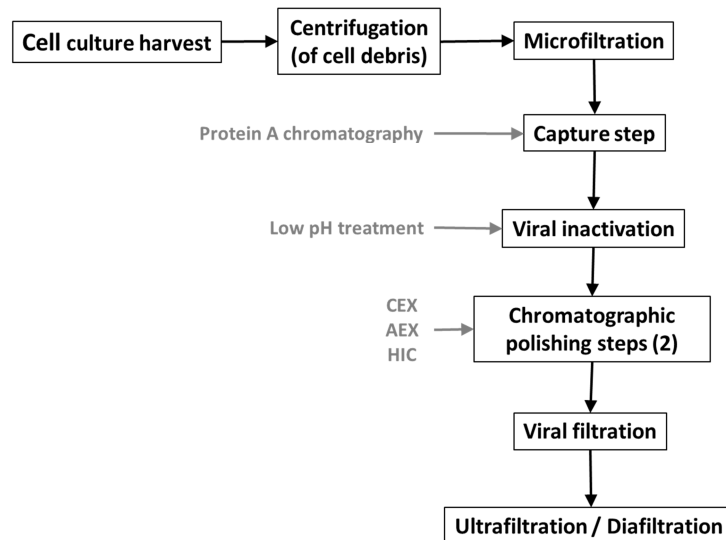 Cell culture harvest
Centrifugation
(of cell debris)
Microfiltration
Protein A chromatography
Capture step
Low pH treatment
Viral inactivation
CEX
AEX
HIC
Chromatographic
polishing steps (2)
Viral filtration
Ultrafiltration / Diafiltration